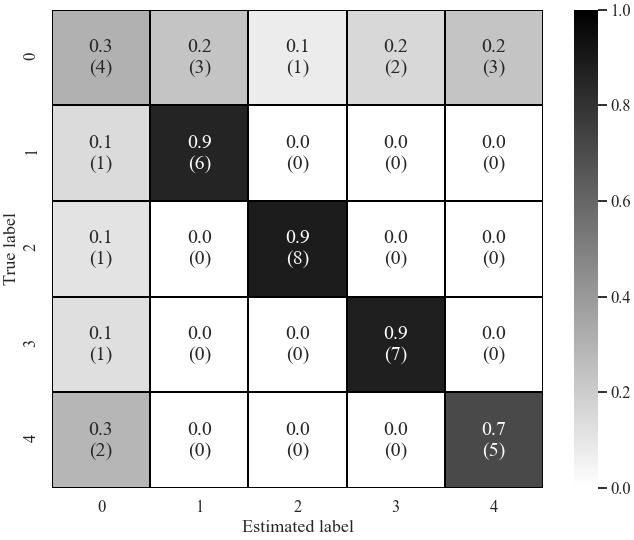 0.3 0.2 0.1 0.2 0.2
(4) (3) (1) (2) (3)
0
0.1 0.9 0.0 0.0 0.0
(1) (6) (0) (0) (0)
1
0.1 0.0 0.9 0.0 0.0
(1) (0) (8) (0) (0)
2
0.1 0.0 0.0 0.9 0.0
(1) (0) (0) (7) (0)
3
0.3 0.0 0.0 0.0 0.7
(2) (0) (0) (0) (5)
4
True label
0 1 2 3 4
Estimated label
1.0
0.8
0.6
0.4
0.2
0.0